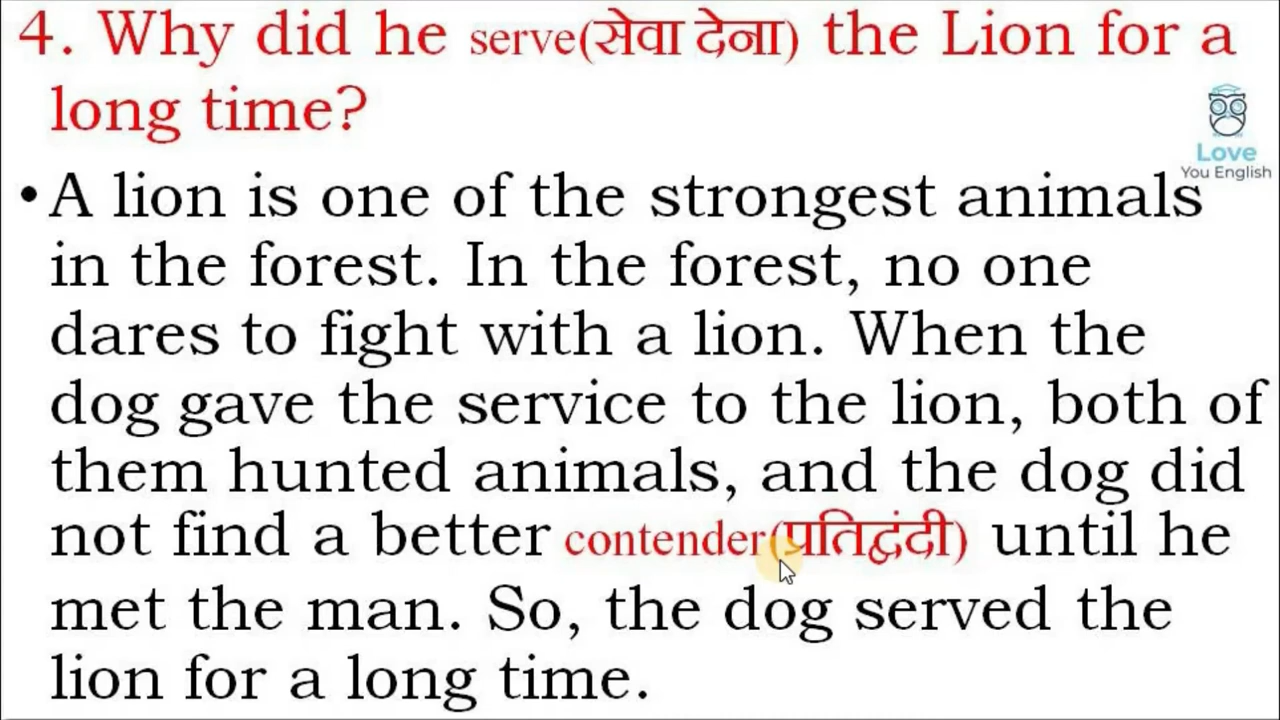 4. Why did he serve(सेवा देना) the Lion for a
long time?
Love
You English
• A lion is one of the strongest animals
in the forest. In the forest, no one
dares to fight with a lion. When the
dog gave the service to the lion, both of
them hunted animals, and the dog did
not find a better contender(प्रतिद्वंदी) until he
met the man. So, the dog served the
lion for a long time.